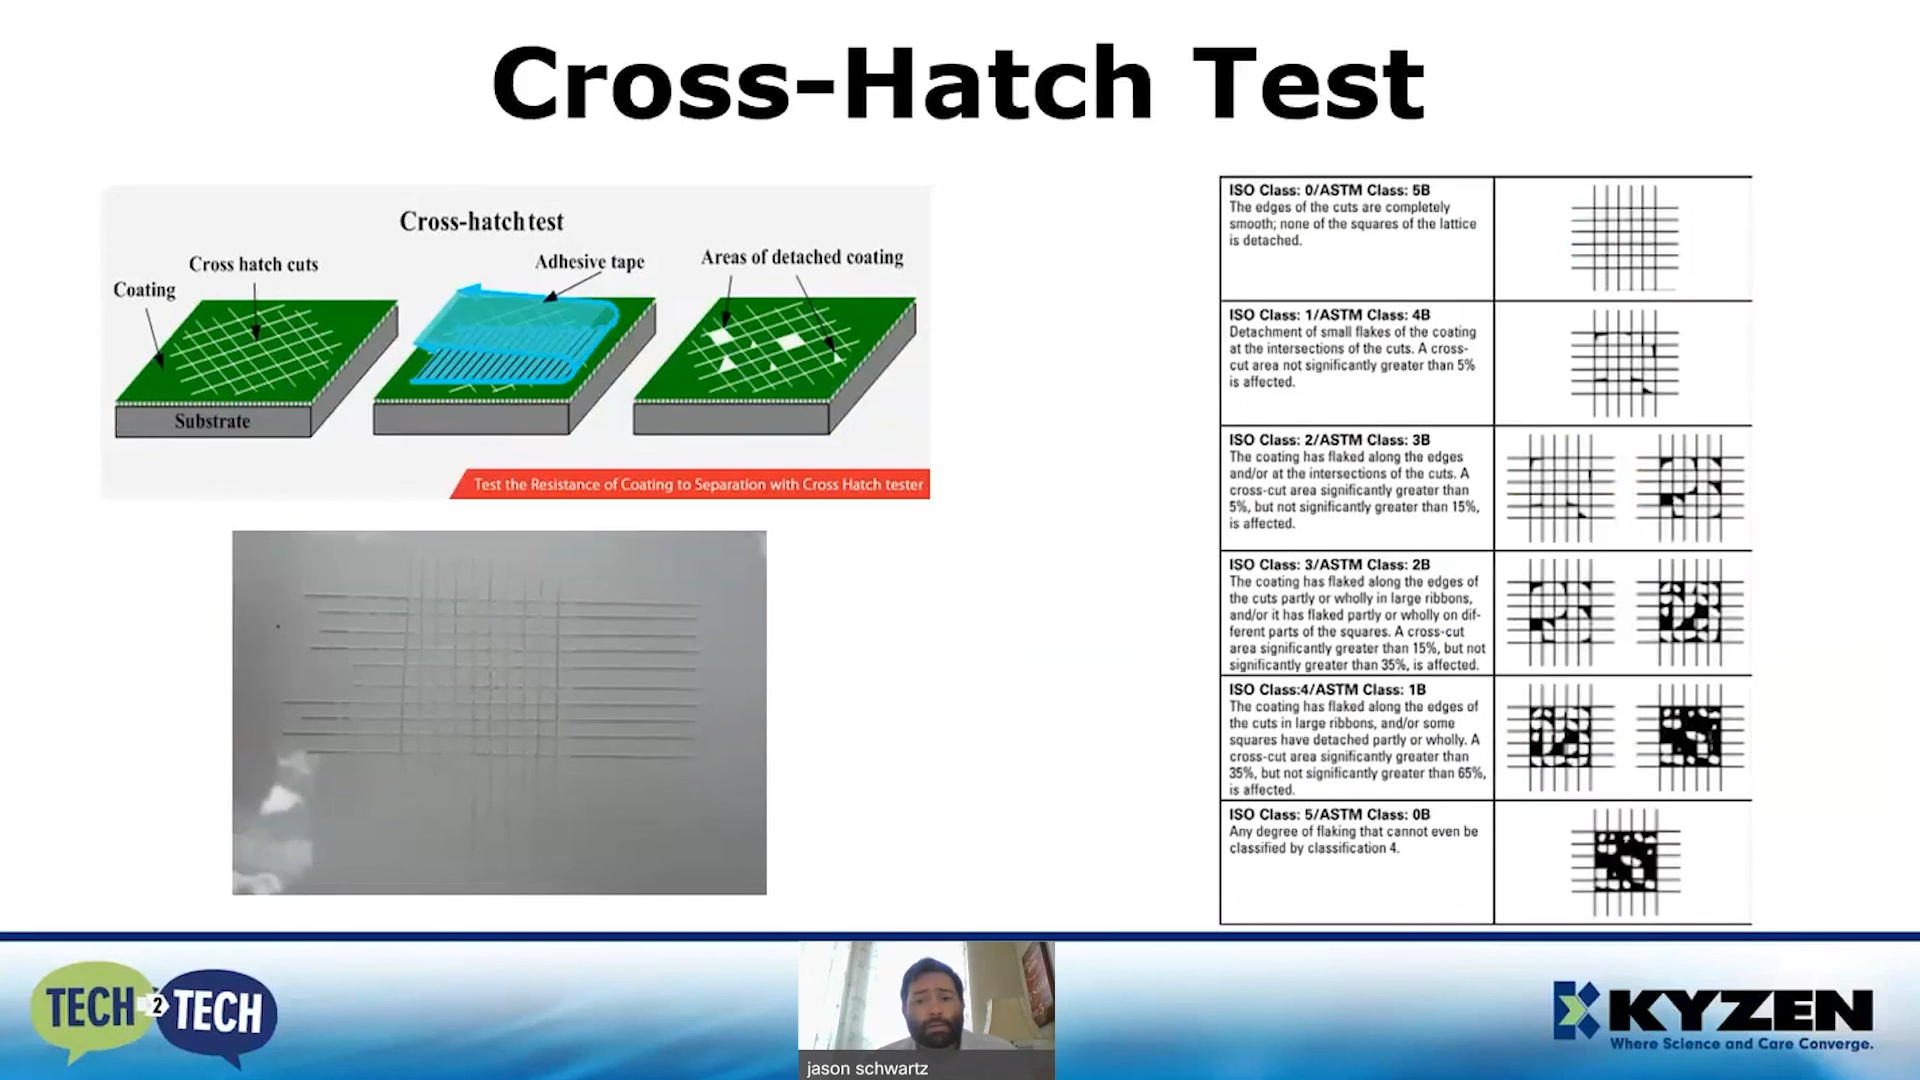 Cross-Hatch Test
Cross-hatch test
Cross hatch cuts
Adhesive tape
Areas of detached coating
Coating
Substrate
Test the Resistance of Coating to Separation with Cross Hatch tester
ISO Class: 0/ASTM Class: 5B
The edges of the cuts are completely
smooth; none of the squares of the lattice
is detached.
ISO Class: 1/ASTM Class: 4B
Detachment of small flakes of the coating
at the intersections of the cuts. A cross-
cut area not significantly greater than 5%
is affected.
ISO Class: 2/ASTM Class: 3B
The coating has flaked along the edges
and/or at the intersections of the cuts. A
cross-cut area significantly greater than
5%, but not significantly greater than 15%,
is affected.
ISO Class: 3/ASTM Class: 2B
The coating has flaked along the edges of
the cuts partly or wholly in large ribbons,
and/or it has flaked partly or wholly on dif-
ferent parts of the squares. A cross-cut
area significantly greater than 15%, but not
significantly greater than 35%, is affected.
ISO Class:4/ASTM Class: 1B
The coating has flaked along the edges of
the cuts in large ribbons, and/or some
squares have detached partly or wholly. A
cross-cut area significantly greater than
35%, but not significantly greater than 65%,
is affected.
ISO Class: 5/ASTM Class: 0B
Any degree of flaking that cannot even be
classified by classification 4.
TECH 2 TECH
jason schwartz
KYZEN
Where Science and Care Converge.